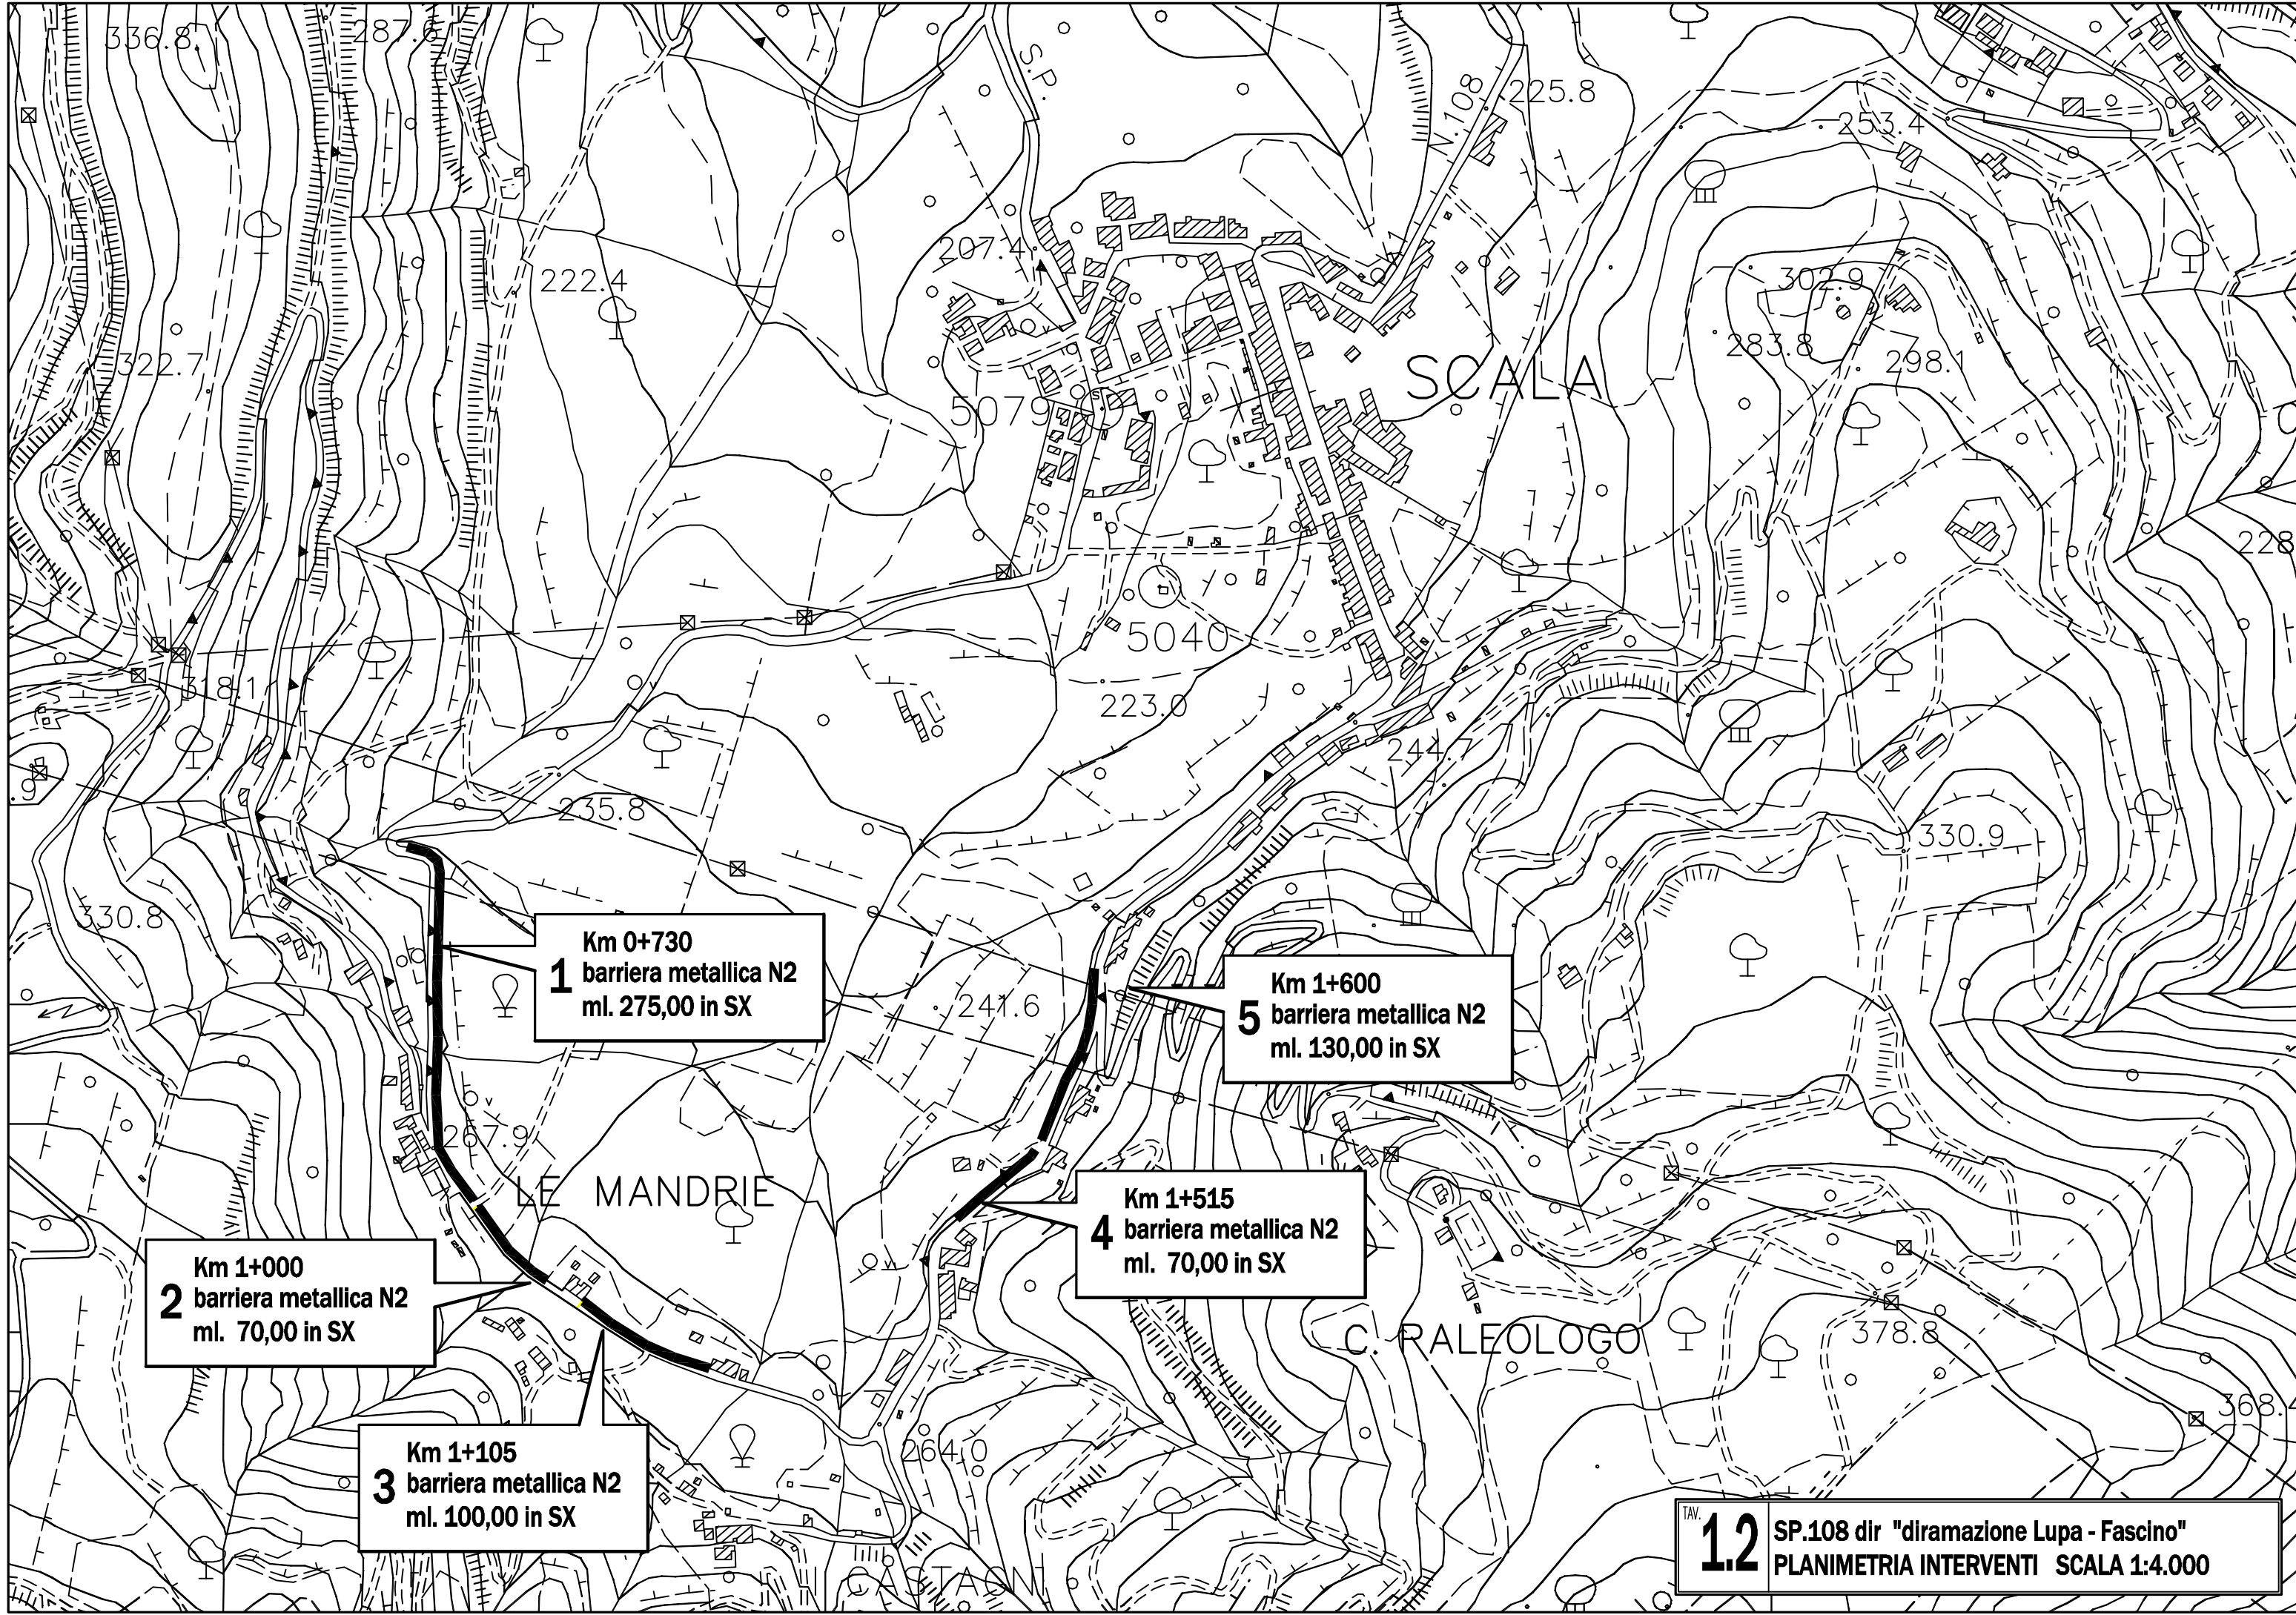 336.8
287.6
S.P.
N.108
225.8
253.4
207.4
222.4
302.9
322.7
283.8
298.1
SCALA
5079
S
228
5040
318.1
223.0
244.7
.9
235.8
330.9
330.8
1
Km 0+730
barriera metallica N2
ml. 275,00 in SX
241.6
5
Km 1+600
barriera metallica N2
ml. 130,00 in SX
v
267.9
LE MANDRIE
4
Km 1+515
barriera metallica N2
ml. 70,00 in SX
2
Km 1+000
barriera metallica N2
ml. 70,00 in SX
v
C. RALEOLOGO
378.8
368.4
3
Km 1+105
barriera metallica N2
ml. 100,00 in SX
264.0
I CASTAGNI
TAV.
1.2
SP.108 dir "diramazione Lupa - Fascino"
PLANIMETRIA INTERVENTI SCALA 1:4.000